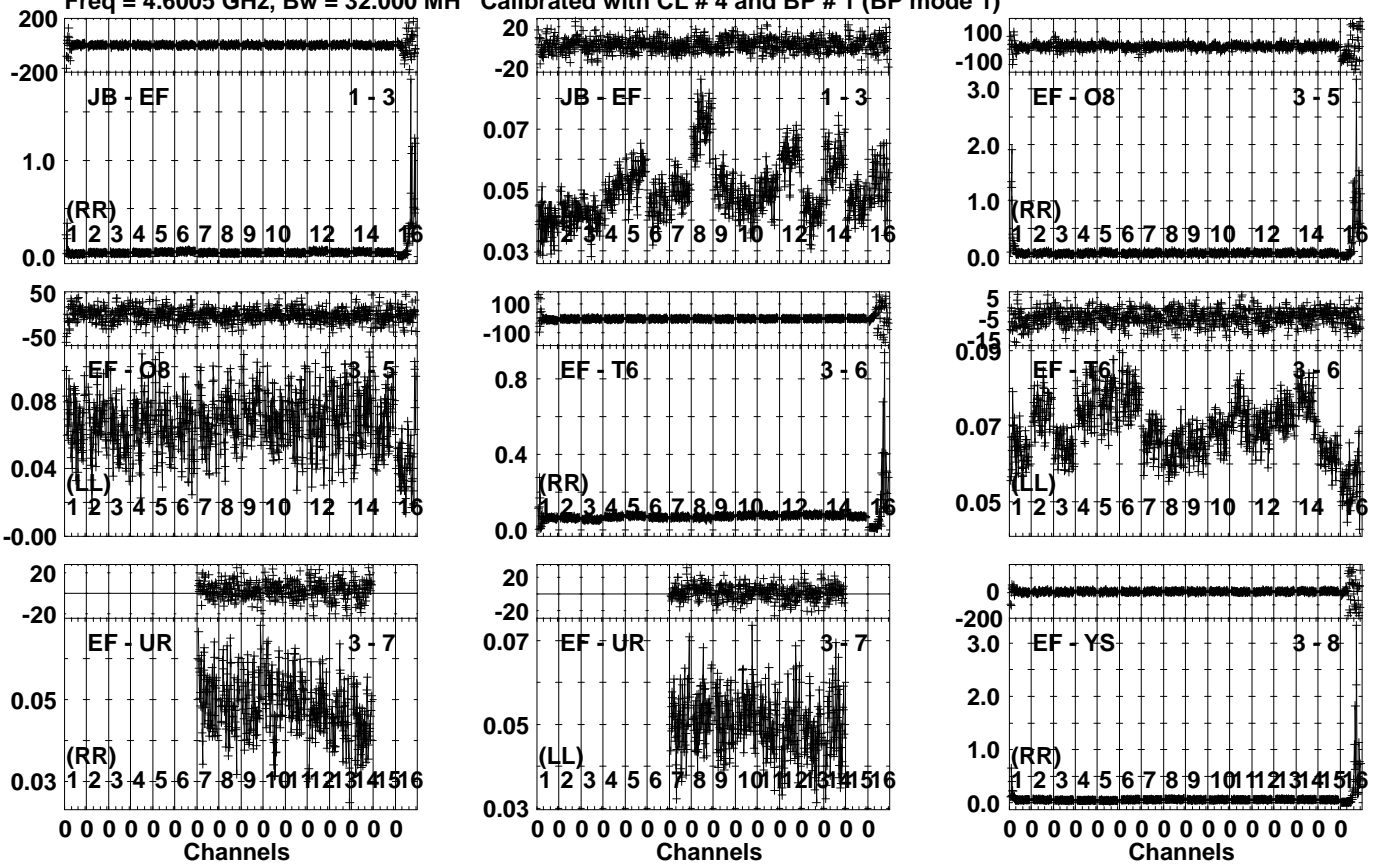 Freq = 4.6005 GHz, Bw = 32.000 MH Calibrated with CL # 4 and BP # 1 (BP mode 1)
200
-200
JB - EF 1 - 3
1.0
(RR)
1 2 3 4 5 6 7 8 9 10 12 14 16
0.0
20
-20
JB - EF 1 - 3
0.07
0.05
2 3 4 5 6 7 8 9 10 12 14 16
0.03
100
-100
3.0
EF - O8 3 - 5
2.0
1.0
(RR)
1 2 3 4 5 6 7 8 9 10 12 14 16
0.0
50
-50
EF - O8 3 - 5
0.08
0.04
(LL)
1 2 3 4 5 6 7 8 9 10 12 14 16
-0.00
100
-100
EF - T6 3 - 6
0.8
0.4
(RR)
1 2 3 4 5 6 7 8 9 10 12 14 16
0.0
5
-5
-15
0.09
EF - T6 3 - 6
0.07
(LL)
0.05
1 2 3 4 5 6 7 8 9 10 12 14 16
20
-20
EF - UR 3 - 7
0.05
(RR)
1 2 3 4 5 6 7 8 9 10 11 12 13 14 15 16
0.03
0 0 0 0 0 0 0 0 0 0 0 0 0 0 0 0
Channels
20
-20
0.07
EF - UR 3 - 7
0.05
(LL)
1 2 3 4 5 6 7 8 9 10 11 12 13 14 15 16
0.03
0 0 0 0 0 0 0 0 0 0 0 0 0 0 0 0
Channels
0
-200
3.0
EF - YS 3 - 8
2.0
1.0
(RR)
1 2 3 4 5 6 7 8 9 10 11 12 13 14 15 16
0.0
0 0 0 0 0 0 0 0 0 0 0 0 0 0 0 0
Channels